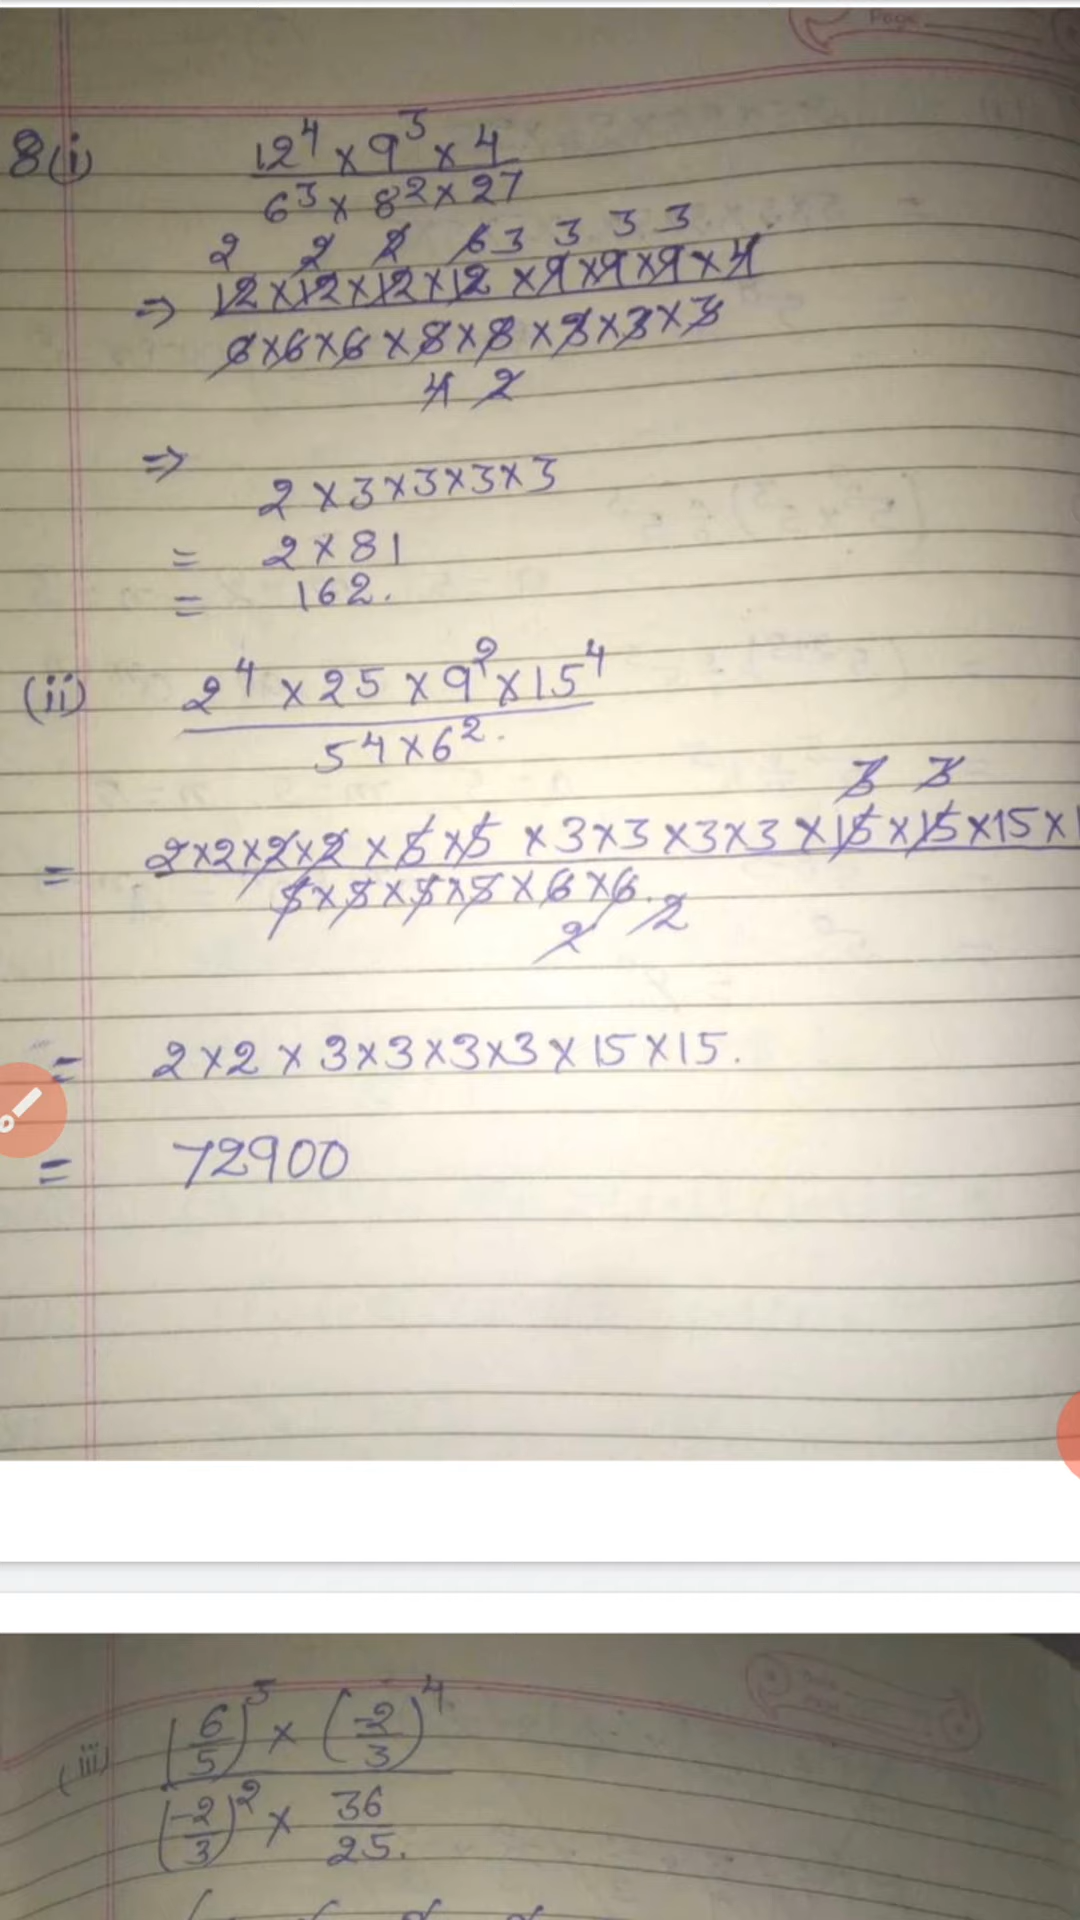 Page
8(i) 12⁴ × 9³ × 4
6³ × 8² × 27
2 2 2 6 3 3 3 3
⇒ 12×12×12×12 ×9×9×9×4
6×6×6×8×8×3×3×3
4 2
⇒
2×3×3×3×3
= 2×81
= 162.
(ii) 2⁴ × 25 × 9² × 15⁴
5⁴×6².
3 3
= 2×2×2×2 ×5×5 ×3×3×3×3×15×15×15×1
5×5×5×5×6×6.
2 2
= 2×2×3×3×3×3×15×15.
= 72900
(iii) (6/5)³ × (-2/3)⁴
(-2/3)² × 36/25.